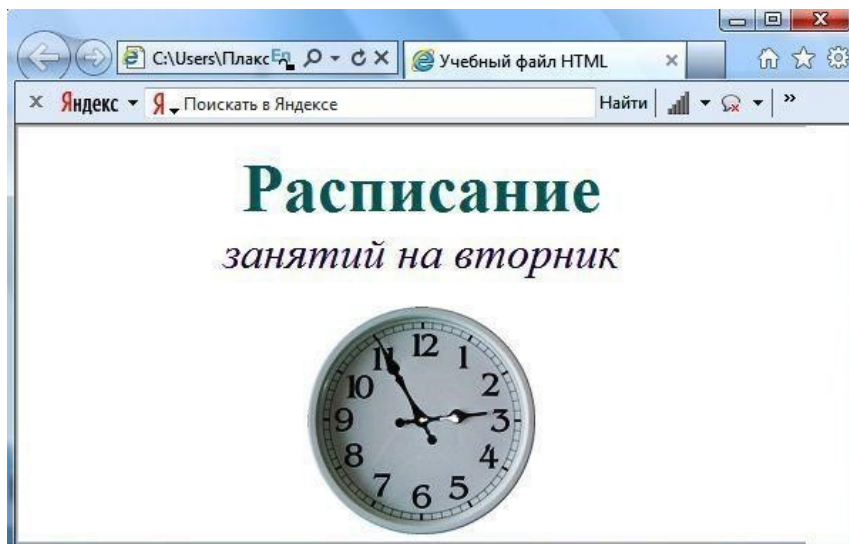 C:\Users\Плакс
Учебный файл HTML
×
x Яндекс Я Поискать в Яндексе Найти »
Расписание
занятий на вторник
12
11 1
10 2
9 3
8 4
7 5
6